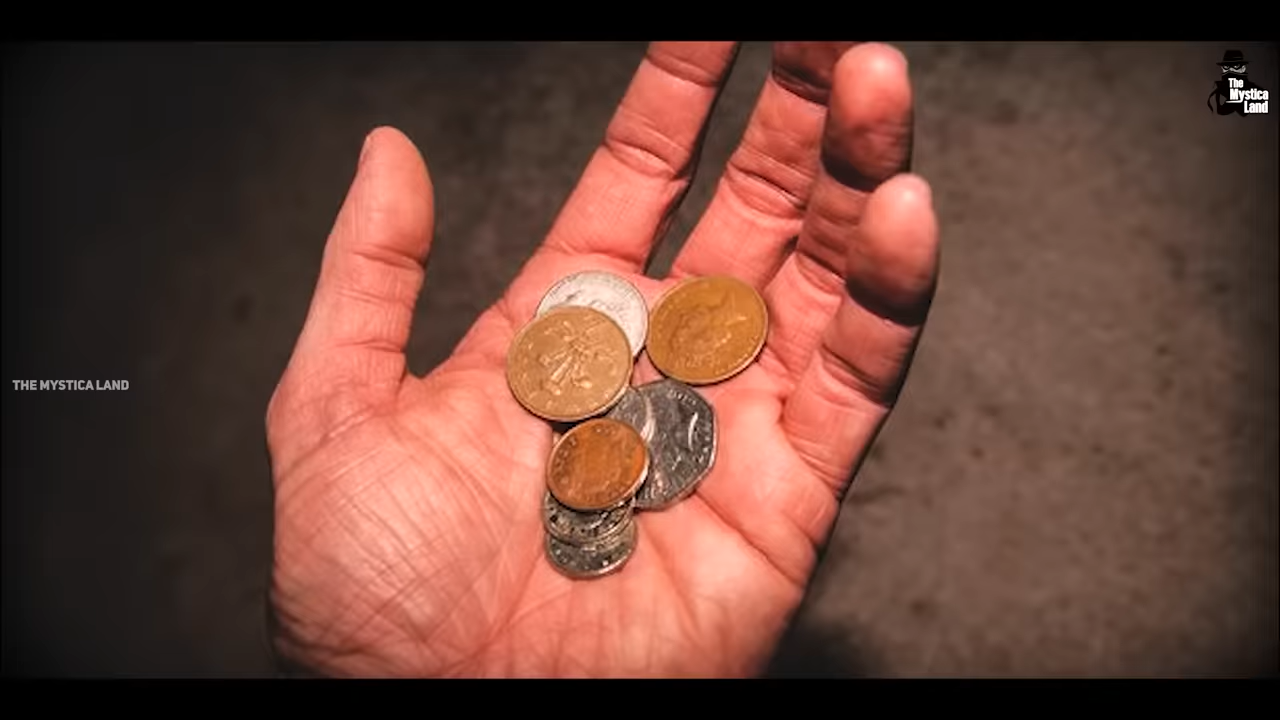 The
Mystica
Land
THE MYSTICA LAND